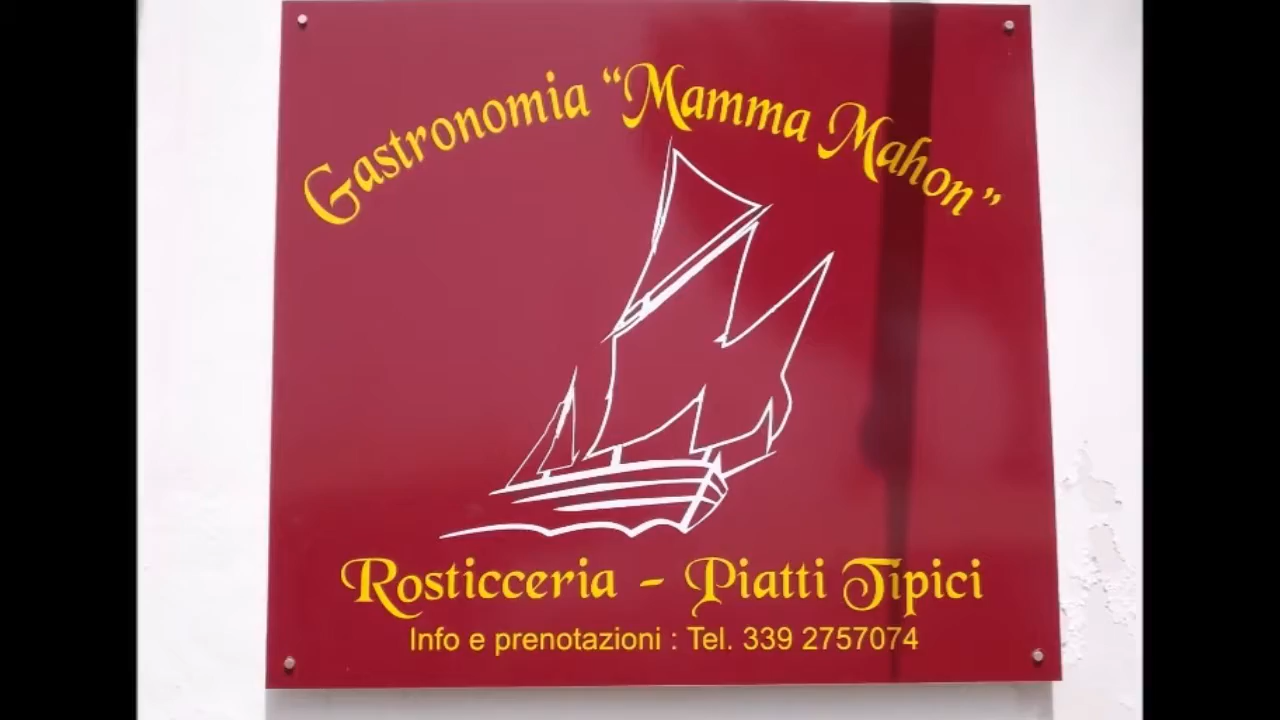 Gastronomia “Mamma Mahon”
Rosticceria - Piatti Tipici
Info e prenotazioni : Tel. 339 2757074